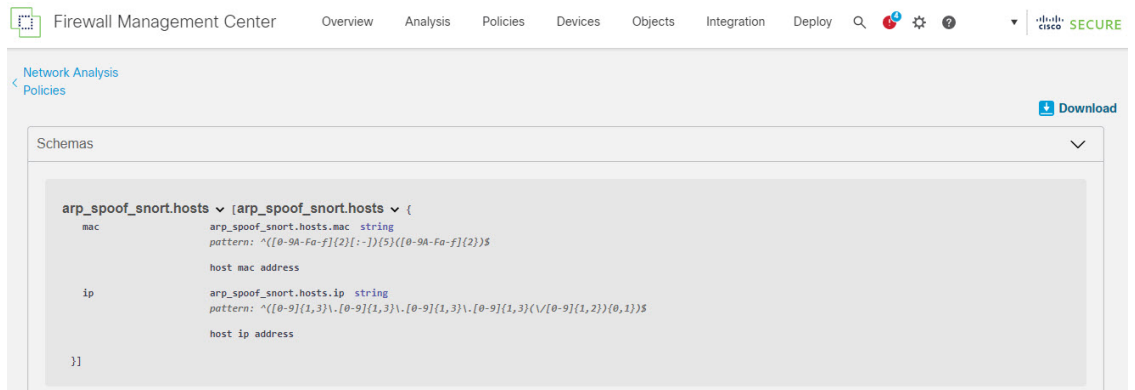 Firewall Management Center
Overview Analysis Policies Devices Objects Integration Deploy 4 cisco SECURE
Network Analysis
Policies
Download
Schemas
arp_spoof_snort.hosts [arp_spoof_snort.hosts {
mac arp_spoof_snort.hosts.mac string
pattern: ^([0-9A-Fa-f]{2}[:-]){5}([0-9A-Fa-f]{2})$
host mac address
ip arp_spoof_snort.hosts.ip string
pattern: ^([0-9]{1,3}\.[0-9]{1,3}\.[0-9]{1,3}\.[0-9]{1,3}(\/[0-9]{1,2}){0,1})$
host ip address
}]